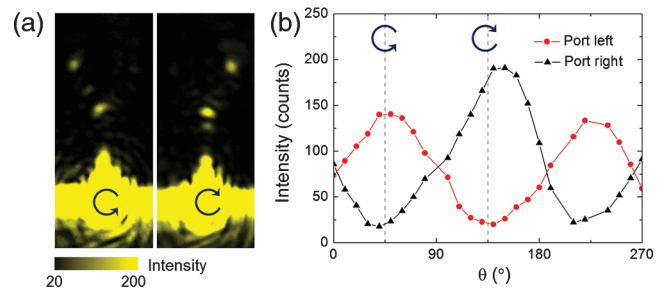 (a)
Intensity
20
200
(b)
Port left
Port right
Intensity (counts)
250
200
150
100
50
0
0
90
180
270
θ (°)